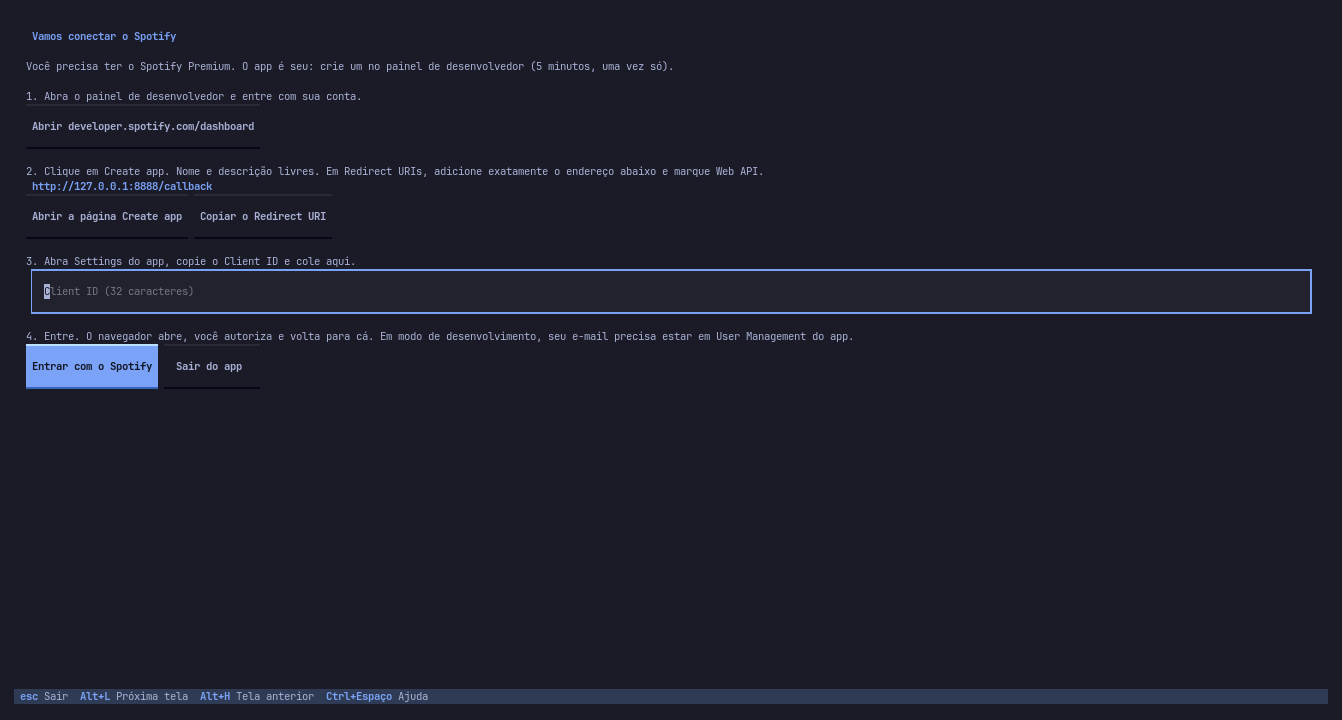 Vamos conectar o Spotify
Você precisa ter o Spotify Premium. O app é seu: crie um no painel de desenvolvedor (5 minutos, uma vez só).
1. Abra o painel de desenvolvedor e entre com sua conta.
Abrir developer.spotify.com/dashboard
2. Clique em Create app. Nome e descrição livres. Em Redirect URIs, adicione exatamente o endereço abaixo e marque Web API.
http://127.0.0.1:8888/callback
Abrir a página Create app Copiar o Redirect URI
3. Abra Settings do app, copie o Client ID e cole aqui.
Client ID (32 caracteres)
4. Entre. O navegador abre, você autoriza e volta para cá. Em modo de desenvolvimento, seu e-mail precisa estar em User Management do app.
Entrar com o Spotify Sair do app
esc Sair Alt+L Próxima tela Alt+H Tela anterior Ctrl+Espaço Ajuda